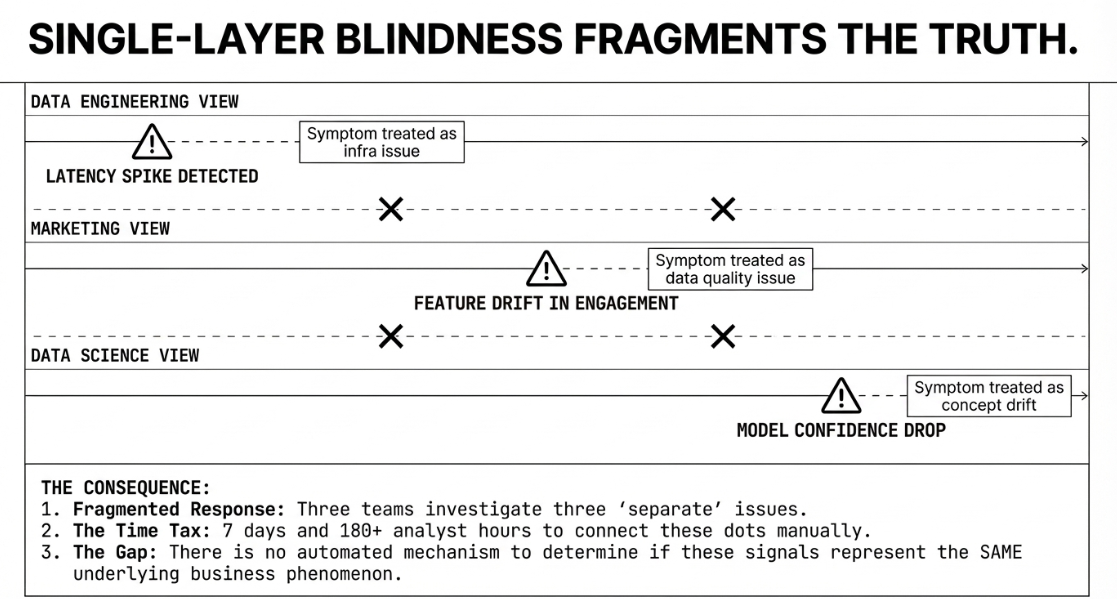 SINGLE-LAYER BLINDNESS FRAGMENTS THE TRUTH.
DATA ENGINEERING VIEW
Symptom treated as
infra issue
LATENCY SPIKE DETECTED
MARKETING VIEW
Symptom treated as
data quality issue
FEATURE DRIFT IN ENGAGEMENT
DATA SCIENCE VIEW
Symptom treated as
concept drift
MODEL CONFIDENCE DROP
THE CONSEQUENCE:
1. Fragmented Response: Three teams investigate three ‘separate’ issues.
2. The Time Tax: 7 days and 180+ analyst hours to connect these dots manually.
3. The Gap: There is no automated mechanism to determine if these signals represent the SAME
underlying business phenomenon.